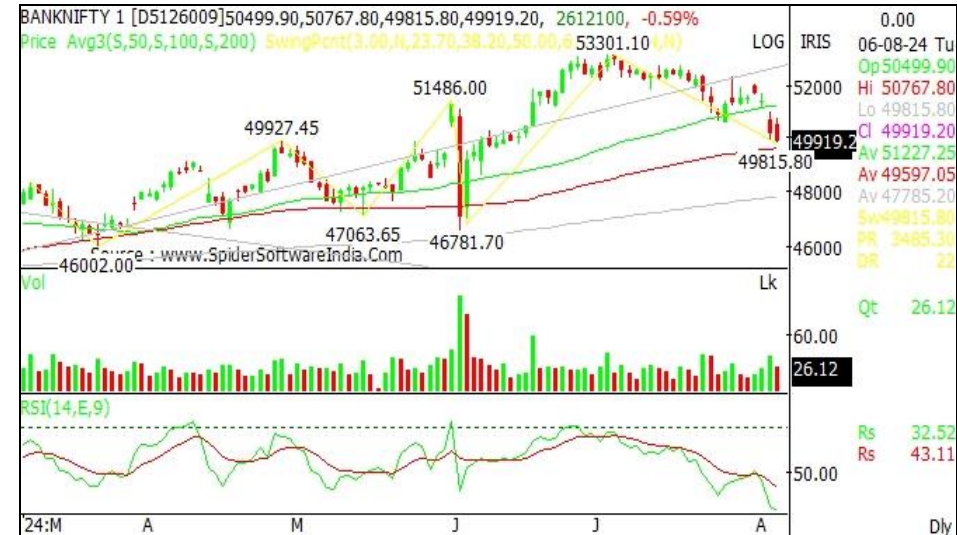 BANKNIFTY 1 [D5126009]50499.90,50767.80,49815.80,49919.20, 2612100, -0.59%
Price Avg3(S,50,S,100,S,200) SwingPcnt(3.00,N,23.70,38.20,50.00,6
53301.10
LOG
51486.00
49927.45
47063.65
46781.70
46002.00
49815.80
Source : www.SpiderSoftwareIndia.Com
52000
49919.2
48000
46000
Vol
Lk
60.00
26.12
RSI(14,E,9)
50.00
'24:M A M J J A
Dly
IRIS
0.00
06-08-24 Tu
Op 50499.90
Hi 50767.80
Lo 49815.80
Cl 49919.20
Av 51227.25
Av 49597.05
Av 47785.20
Sw 49815.80
PR 3485.30
DR 22
Qt 26.12
Rs 32.52
Rs 43.11